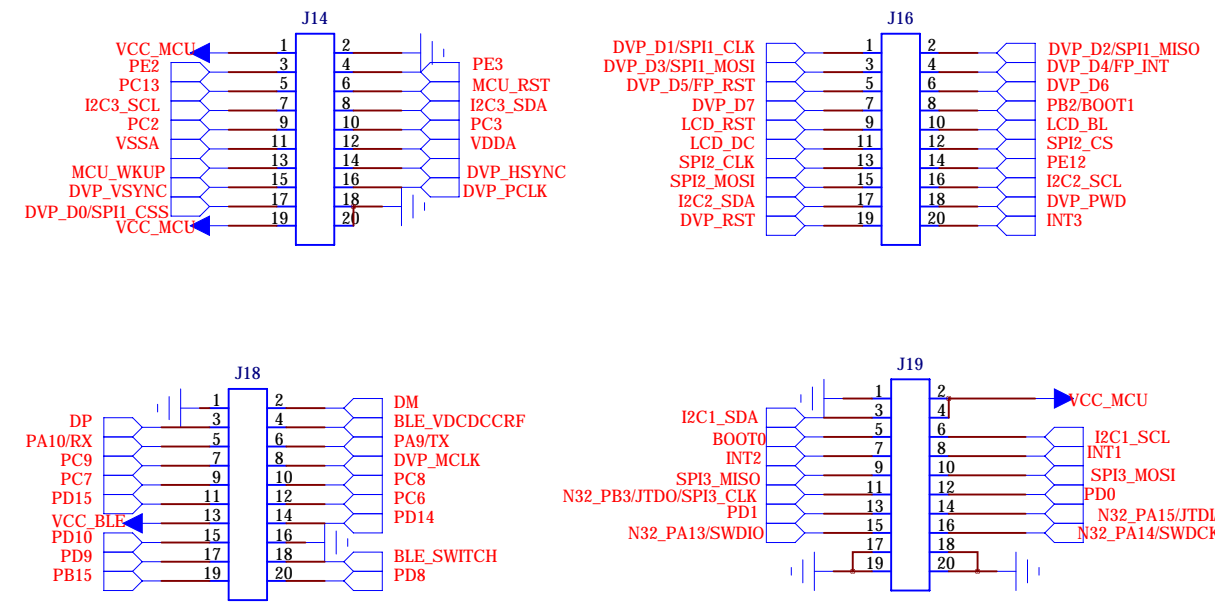 J14
VCC_MCU 1 2
PE2 3 4 PE3
PC13 5 6 MCU_RST
I2C3_SCL 7 8 I2C3_SDA
PC2 9 10 PC3
VSSA 11 12 VDDA
MCU_WKUP 13 14 DVP_HSYNC
DVP_VSYNC 15 16 DVP_PCLK
DVP_D0/SPI1_CSS 17 18
VCC_MCU 19 20
J16
DVP_D1/SPI1_CLK 1 2 DVP_D2/SPI1_MISO
DVP_D3/SPI1_MOSI 3 4 DVP_D4/FP_INT
DVP_D5/FP_RST 5 6 DVP_D6
DVP_D7 7 8 PB2/BOOT1
LCD_RST 9 10 LCD_BL
LCD_DC 11 12 SPI2_CS
SPI2_CLK 13 14 PE12
SPI2_MOSI 15 16 I2C2_SCL
I2C2_SDA 17 18 DVP_PWD
DVP_RST 19 20 INT3
J18
1 2 DM
DP 3 4 BLE_VDCDCCRF
PA10/RX 5 6 PA9/TX
PC9 7 8 DVP_MCLK
PC7 9 10 PC8
PD15 11 12 PC6
VCC_BLE 13 14 PD14
PD10 15 16
PD9 17 18 BLE_SWITCH
PB15 19 20 PD8
J19
1 2 VCC_MCU
I2C1_SDA 3 4
BOOT0 5 6 I2C1_SCL
INT2 7 8 INT1
SPI3_MISO 9 10 SPI3_MOSI
N32_PB3/JTDO/SPI3_CLK 11 12 PD0
PD1 13 14 N32_PA15/JTDI
N32_PA13/SWDIO 15 16 N32_PA14/SWDCK
17 18
19 20